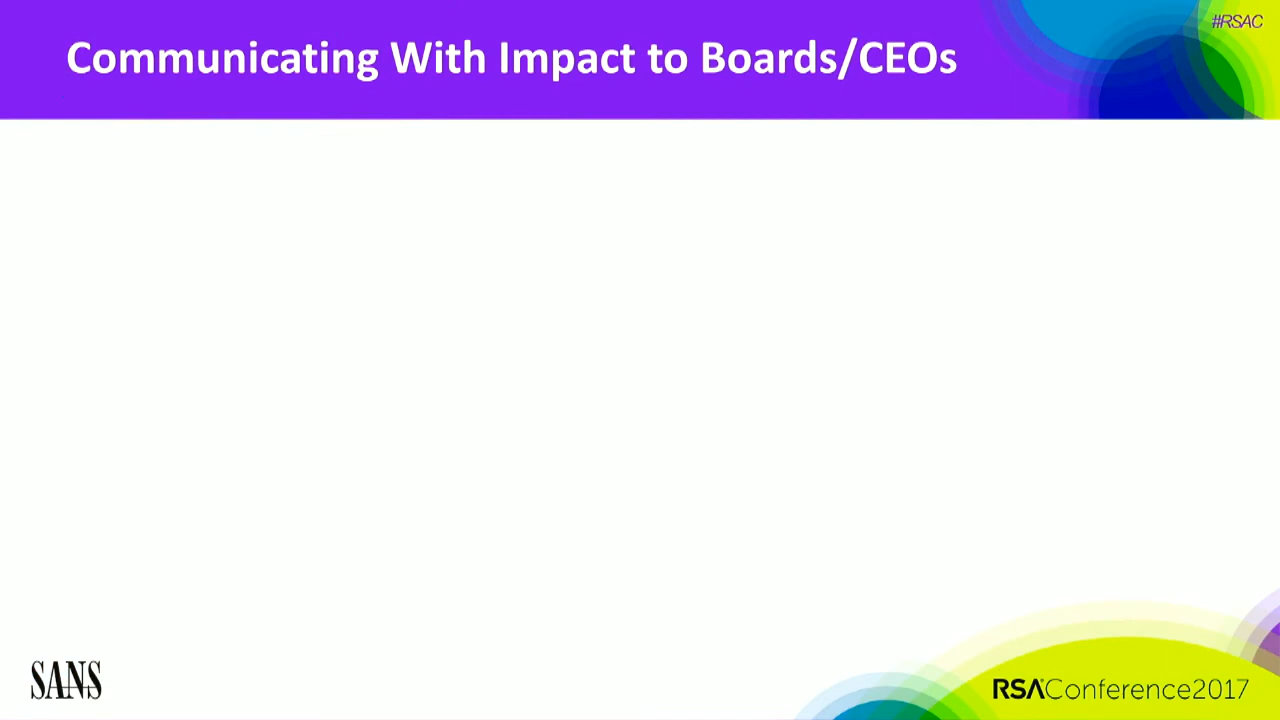 #RSAC
Communicating With Impact to Boards/CEOs
SANS
RSAConference2017